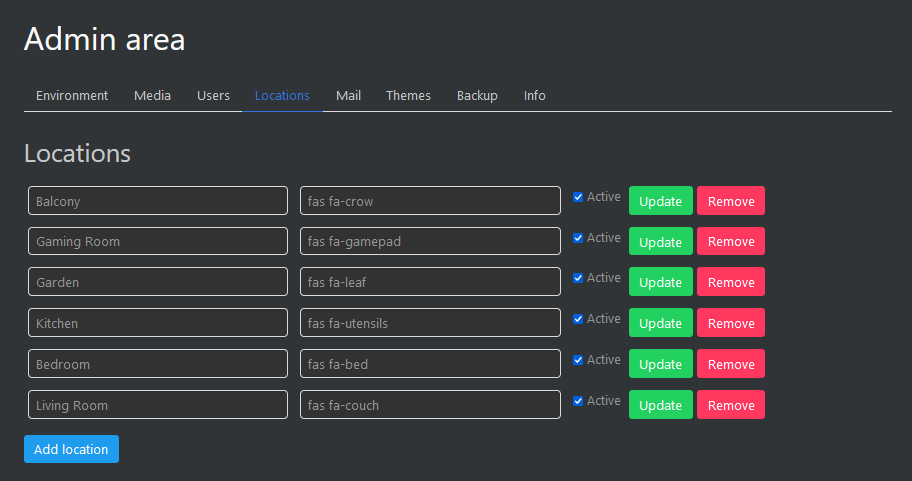 Admin area
Environment Media Users Locations Mail Themes Backup Info
Locations
Balcony fas fa-crow Active Update Remove
Gaming Room fas fa-gamepad Active Update Remove
Garden fas fa-leaf Active Update Remove
Kitchen fas fa-utensils Active Update Remove
Bedroom fas fa-bed Active Update Remove
Living Room fas fa-couch Active Update Remove
Add location